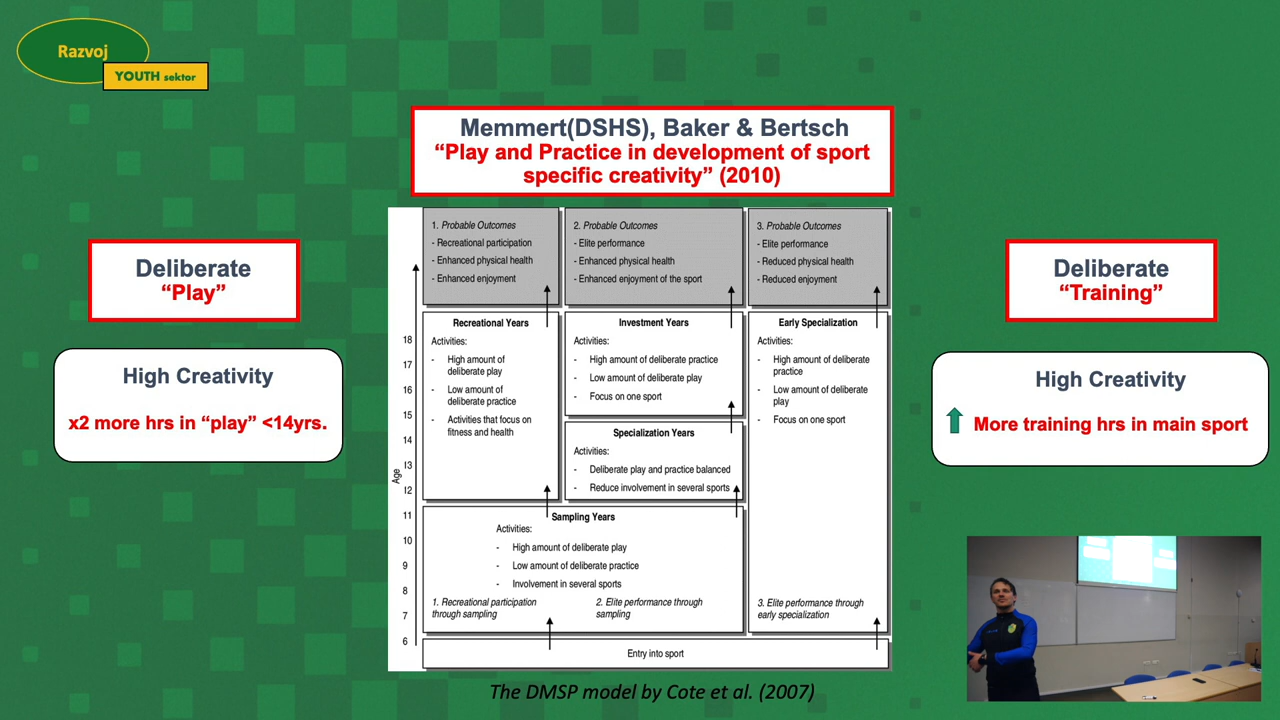 Razvoj
YOUTH sektor
Memmert(DSHS), Baker & Bertsch
“Play and Practice in development of sport
specific creativity” (2010)
Deliberate
“Play”
High Creativity
x2 more hrs in “play” <14yrs.
1. Probable Outcomes
- Recreational participation
- Enhanced physical health
- Enhanced enjoyment
2. Probable Outcomes
- Elite performance
- Enhanced physical health
- Enhanced enjoyment of the sport
3. Probable Outcomes
- Elite performance
- Reduced physical health
- Reduced enjoyment
Age
18
17
16
15
14
13
12
11
10
9
8
7
6
Recreational Years
Activities:
- High amount of
deliberate play
- Low amount of
deliberate practice
- Activities that focus on
fitness and health
Investment Years
Activities:
- High amount of deliberate practice
- Low amount of deliberate play
- Focus on one sport
Specialization Years
Activities:
- Deliberate play and practice balanced
- Reduce involvement in several sports
Early Specialization
Activities:
- High amount of deliberate
practice
- Low amount of deliberate
play
- Focus on one sport
Sampling Years
Activities:
- High amount of deliberate play
- Low amount of deliberate practice
- Involvement in several sports
1. Recreational participation
through sampling
2. Elite performance through
sampling
3. Elite performance through
early specialization
Entry into sport
The DMSP model by Cote et al. (2007)
Deliberate
“Training”
High Creativity
More training hrs in main sport